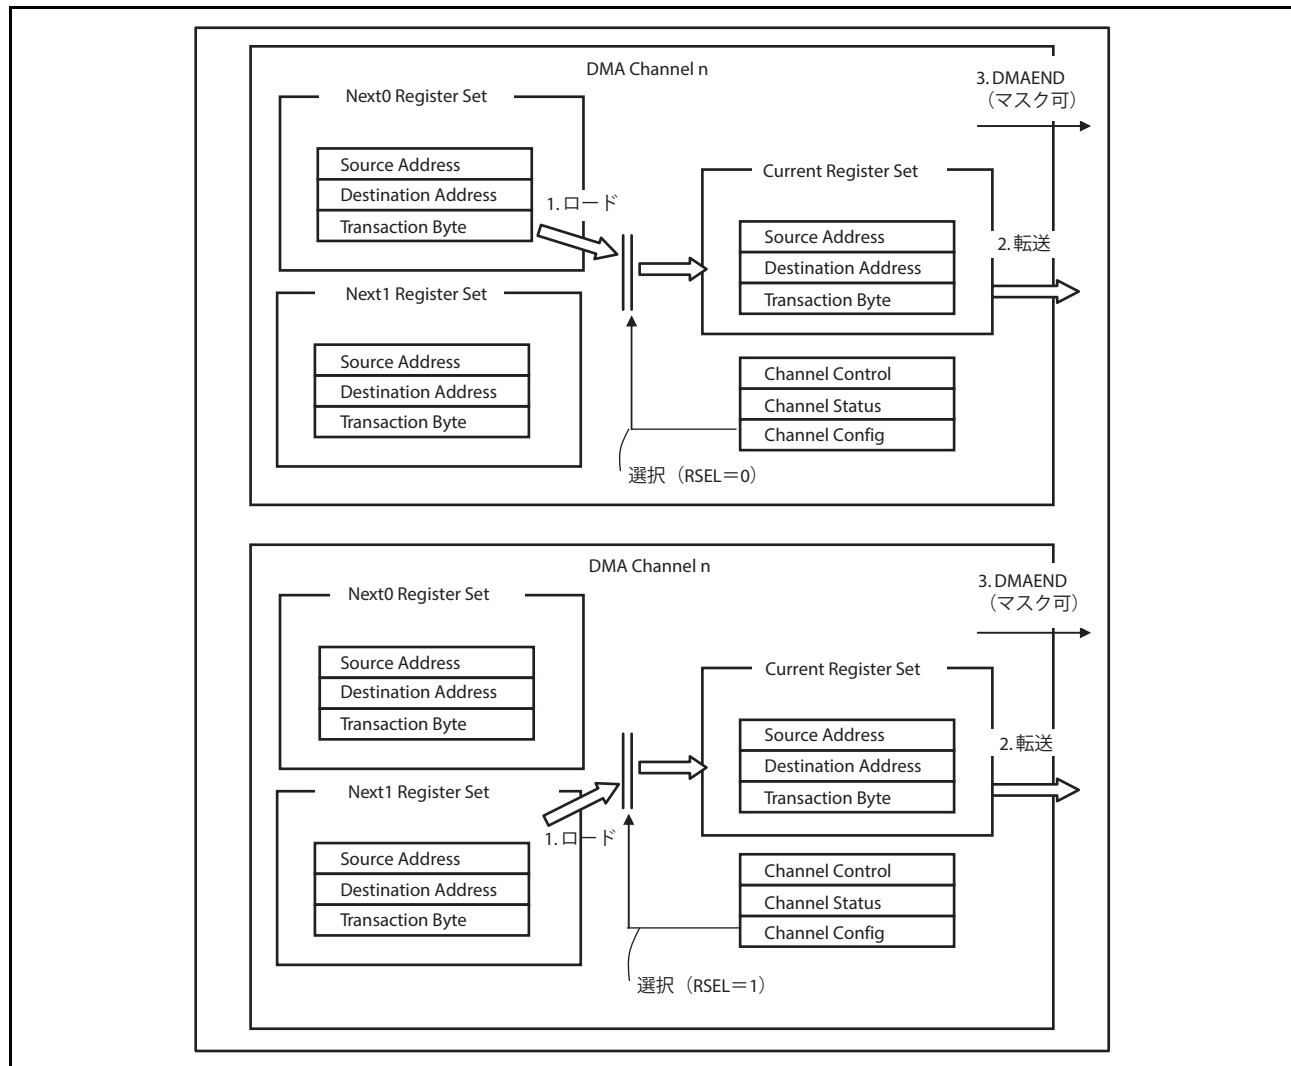 DMA Channel n
3. DMAEND
（マスク可）
Next0 Register Set
Source Address
Destination Address
Transaction Byte
1. ロード
Current Register Set
Source Address
Destination Address
Transaction Byte
2. 転送
Next1 Register Set
Source Address
Destination Address
Transaction Byte
Channel Control
Channel Status
Channel Config
選択（RSEL＝0）
DMA Channel n
3. DMAEND
（マスク可）
Next0 Register Set
Source Address
Destination Address
Transaction Byte
Current Register Set
Source Address
Destination Address
Transaction Byte
2. 転送
Next1 Register Set
1. ロード
Source Address
Destination Address
Transaction Byte
Channel Control
Channel Status
Channel Config
選択（RSEL＝1）